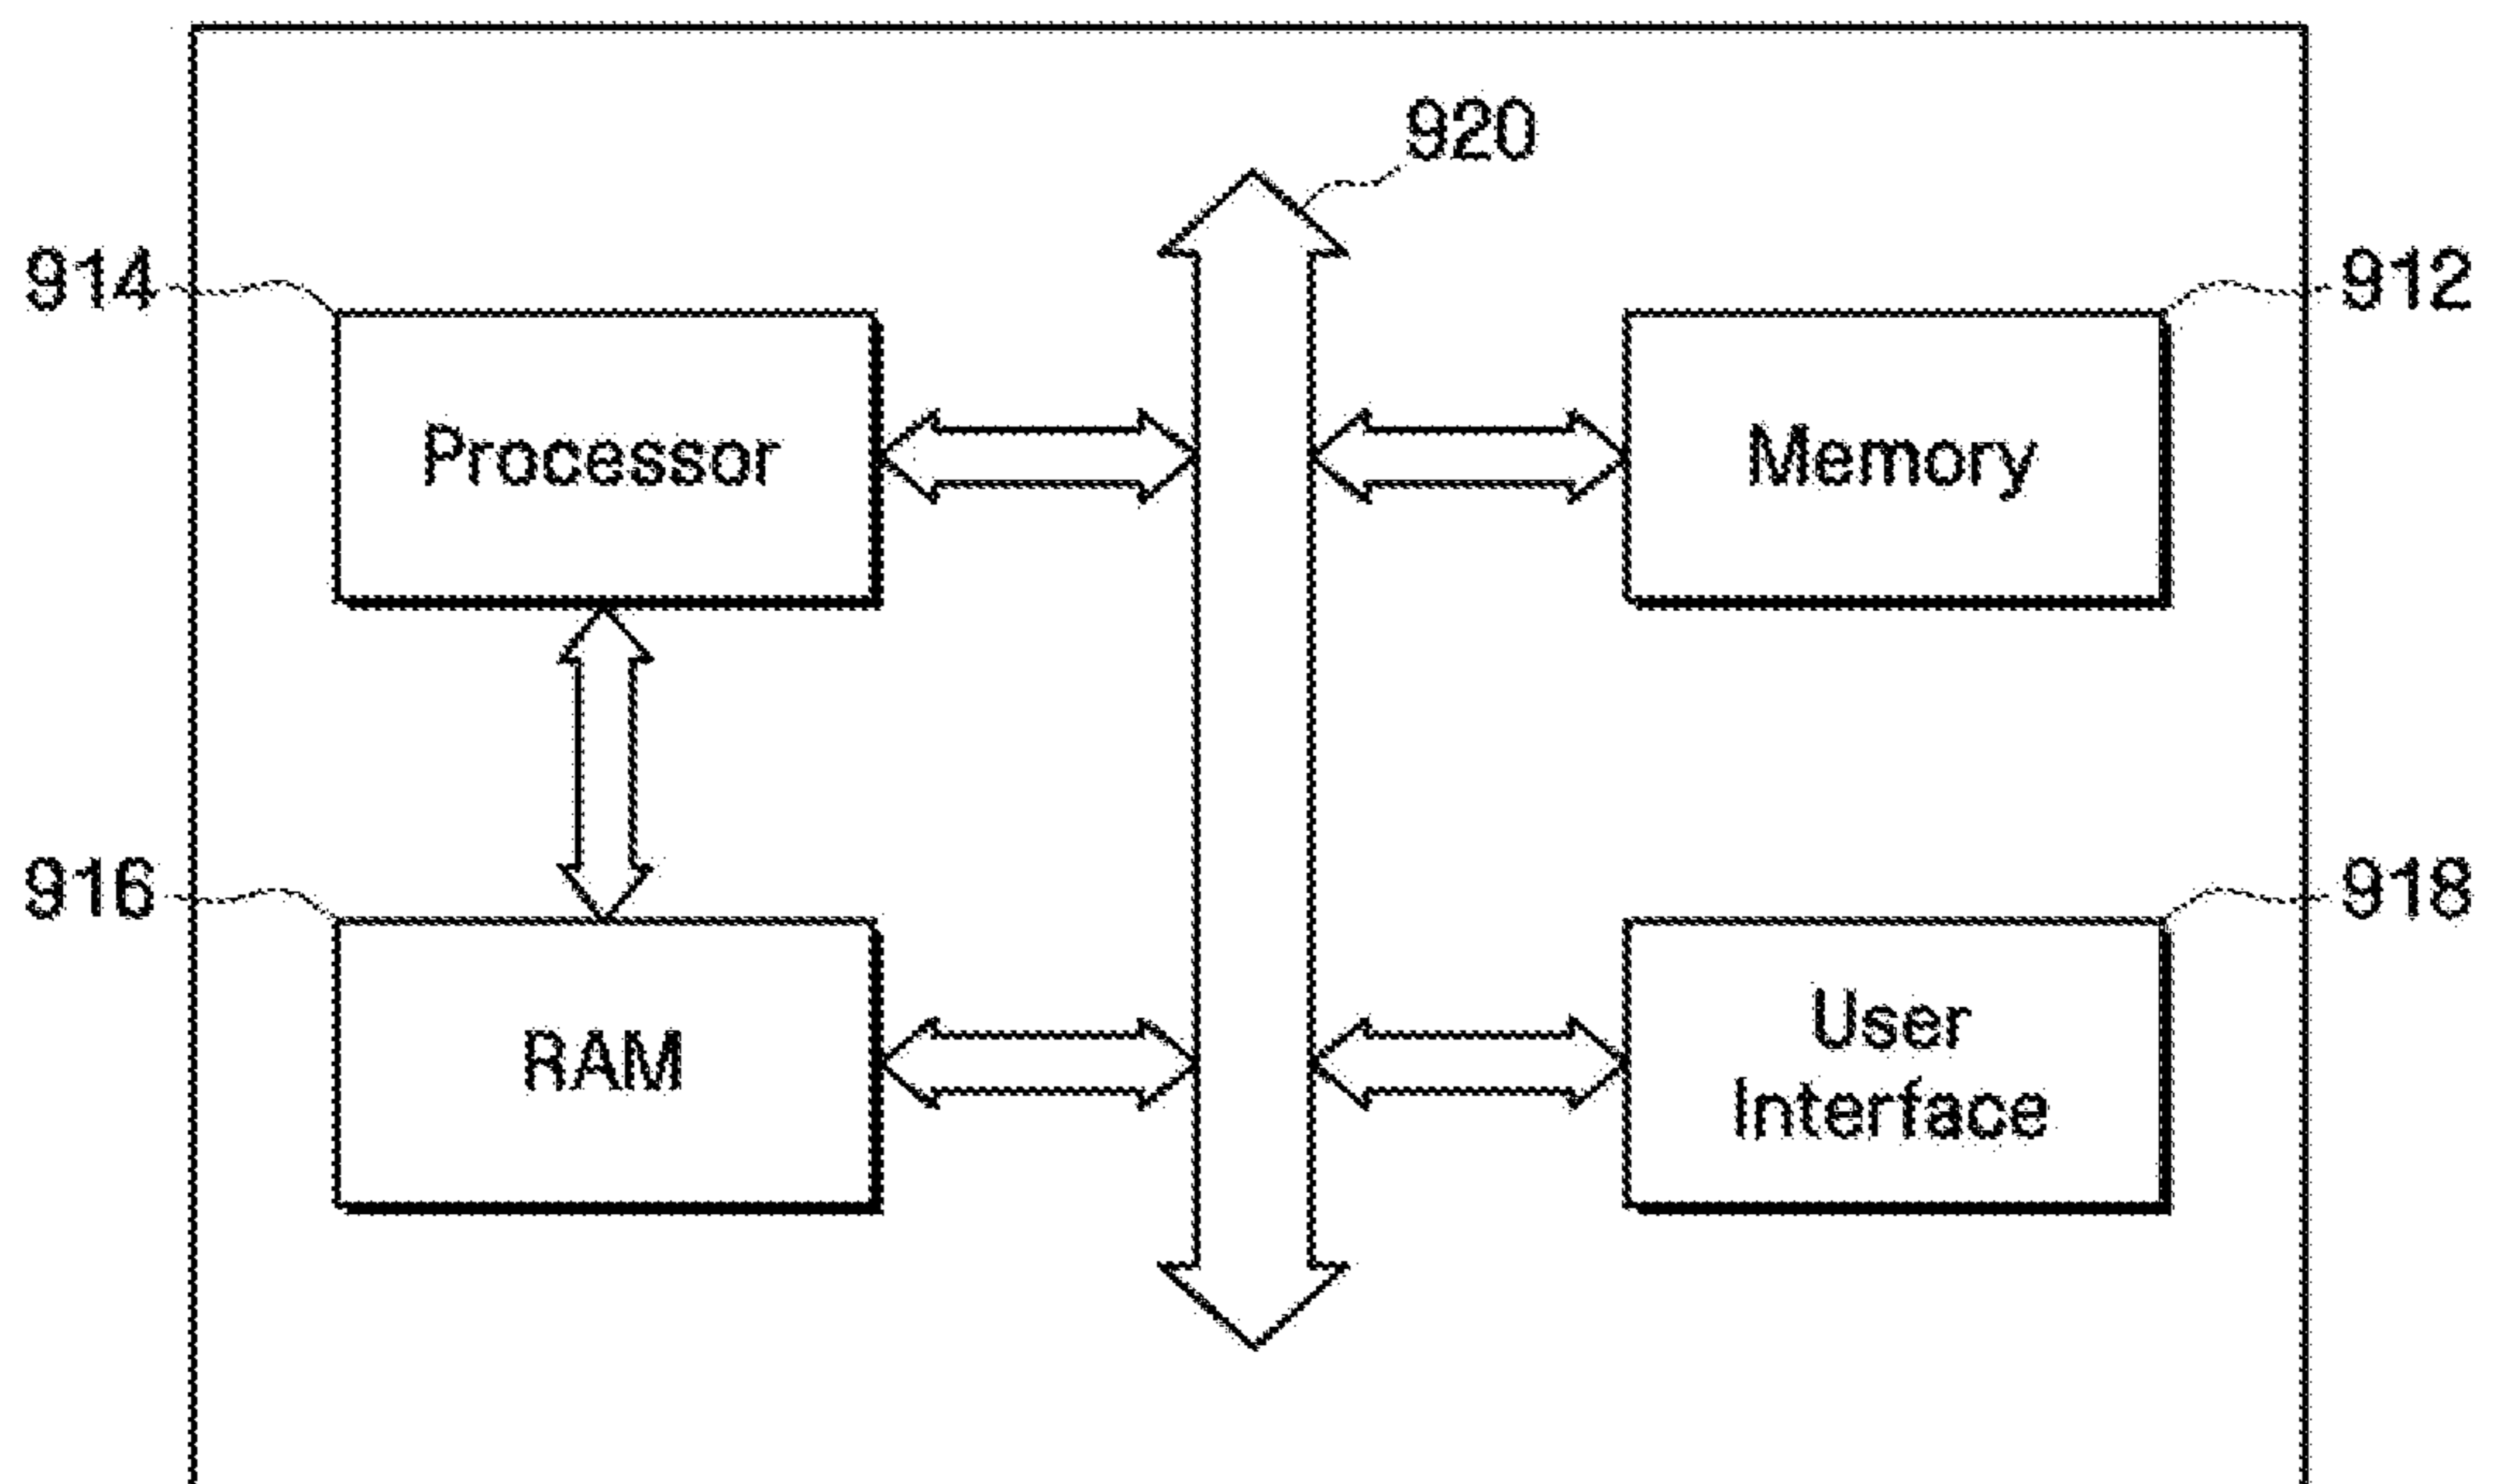 920
914
912
Processor
Memory
916
918
RAM
User
Interface